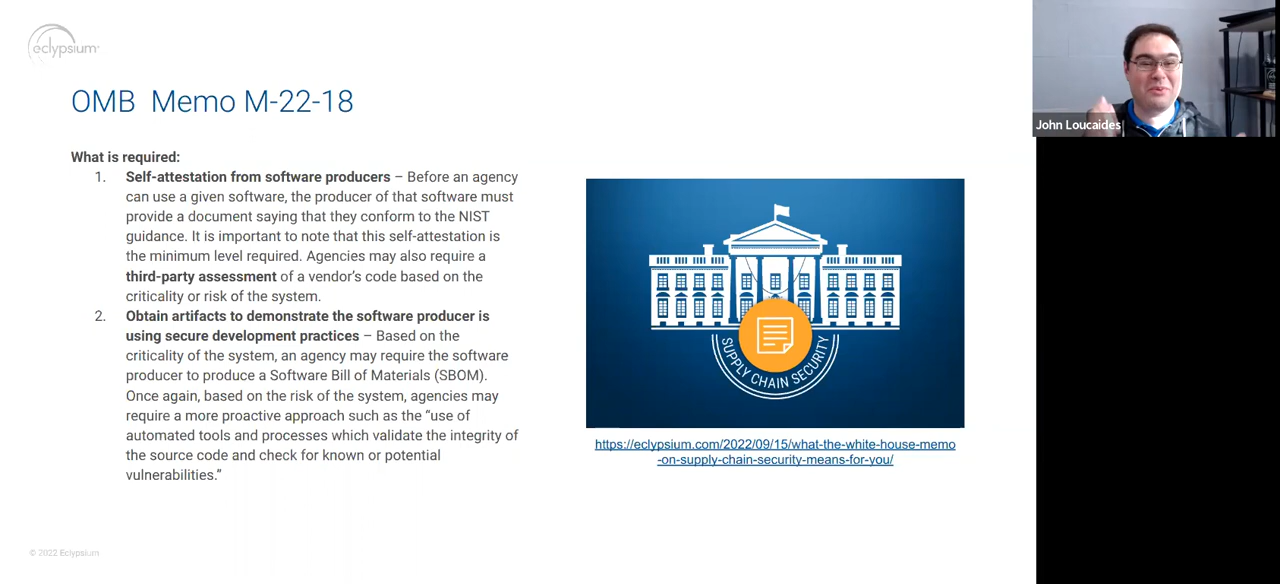 eclypsium
OMB Memo M-22-18
What is required:
1. Self-attestation from software producers – Before an agency
can use a given software, the producer of that software must
provide a document saying that they conform to the NIST
guidance. It is important to note that this self-attestation is
the minimum level required. Agencies may also require a
third-party assessment of a vendor's code based on the
criticality or risk of the system.
2. Obtain artifacts to demonstrate the software producer is
using secure development practices – Based on the
criticality of the system, an agency may require the software
producer to produce a Software Bill of Materials (SBOM).
Once again, based on the risk of the system, agencies may
require a more proactive approach such as the “use of
automated tools and processes which validate the integrity of
the source code and check for known or potential
vulnerabilities.”
SUPPLY CHAIN SECURITY
https://eclypsium.com/2022/09/15/what-the-white-house-memo
-on-supply-chain-security-means-for-you/
John Loucaides
© 2022 Eclypsium